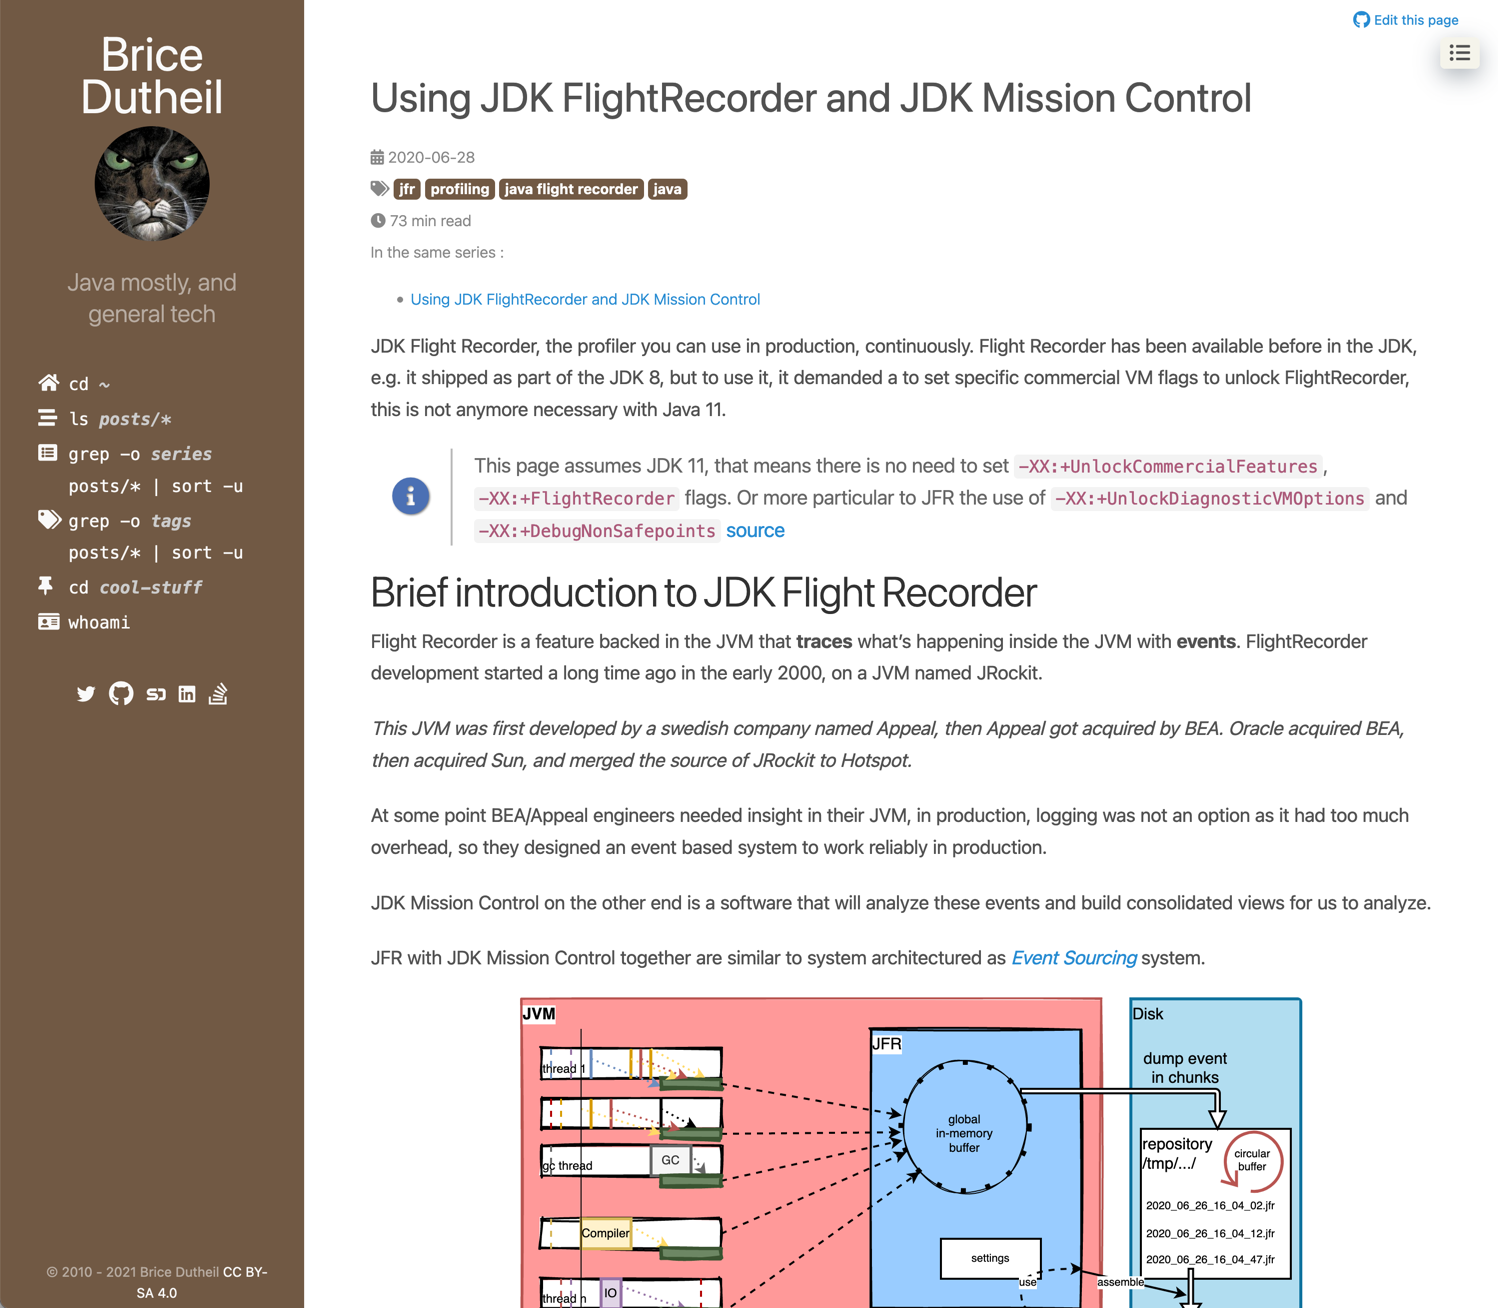 Brice
Dutheil
Java mostly, and
general tech
cd ~
ls posts/*
grep -o series
posts/* | sort -u
grep -o tags
posts/* | sort -u
cd cool-stuff
whoami
© 2010 - 2021 Brice Dutheil CC BY-
SA 4.0
Edit this page
Using JDK FlightRecorder and JDK Mission Control
2020-06-28
jfr profiling java flight recorder java
73 min read
In the same series :
• Using JDK FlightRecorder and JDK Mission Control
JDK Flight Recorder, the profiler you can use in production, continuously. Flight Recorder has been available before in the JDK,
e.g. it shipped as part of the JDK 8, but to use it, it demanded a to set specific commercial VM flags to unlock FlightRecorder,
this is not anymore necessary with Java 11.
This page assumes JDK 11, that means there is no need to set -XX:+UnlockCommercialFeatures ,
-XX:+FlightRecorder flags. Or more particular to JFR the use of -XX:+UnlockDiagnosticVMOptions and
-XX:+DebugNonSafepoints source
Brief introduction to JDK Flight Recorder
Flight Recorder is a feature backed in the JVM that traces what's happening inside the JVM with events. FlightRecorder
development started a long time ago in the early 2000, on a JVM named JRockit.
This JVM was first developed by a swedish company named Appeal, then Appeal got acquired by BEA. Oracle acquired BEA,
then acquired Sun, and merged the source of JRockit to Hotspot.
At some point BEA/Appeal engineers needed insight in their JVM, in production, logging was not an option as it had too much
overhead, so they designed an event based system to work reliably in production.
JDK Mission Control on the other end is a software that will analyze these events and build consolidated views for us to analyze.
JFR with JDK Mission Control together are similar to system architectured as Event Sourcing system.
JVM
thread 1
gc thread
GC
Compiler
thread n
IO
JFR
global
in-memory
buffer
settings
use
assemble
Disk
dump event
in chunks
repository
/tmp/.../
circular
buffer
2020_06_26_16_04_02.jfr
2020_06_26_16_04_12.jfr
2020_06_26_16_04_47.jfr